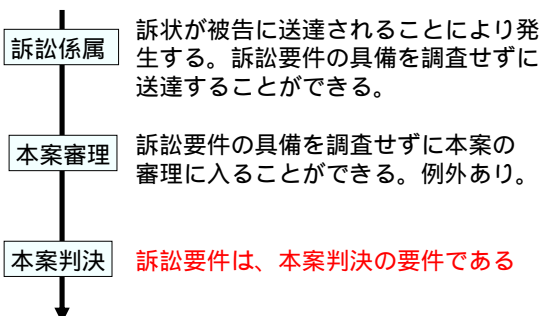 訴訟係属
訴状が被告に送達されることにより発
生する。訴訟要件の具備を調査せずに
送達することができる。
本案審理
訴訟要件の具備を調査せずに本案の
審理に入ることができる。例外あり。
本案判決
訴訟要件は、本案判決の要件である